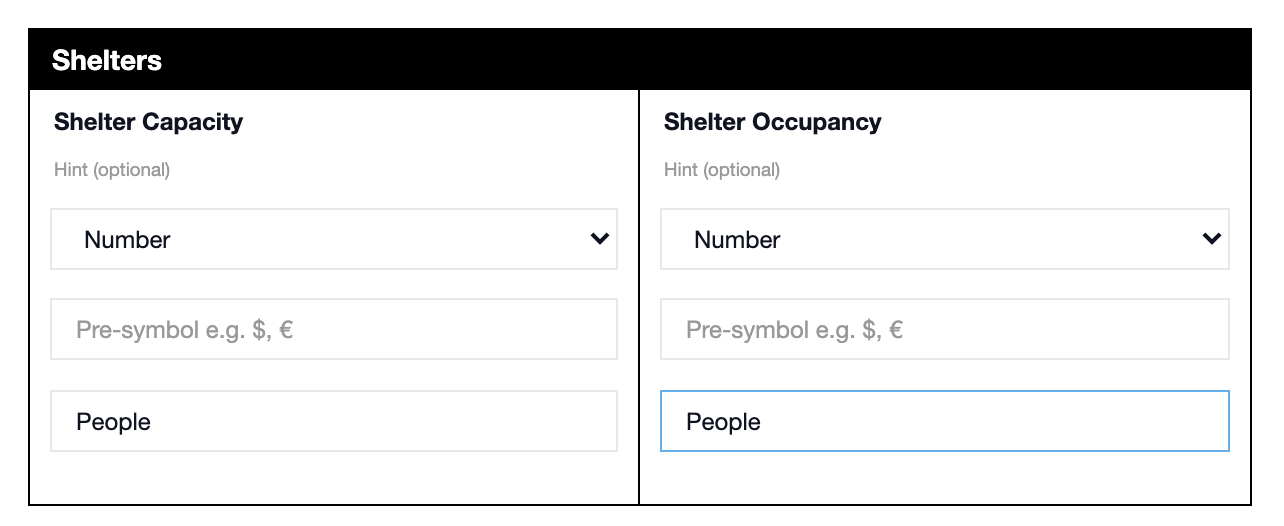 Shelters
Shelter Capacity
Hint (optional)
Number
Pre-symbol e.g. $, €
People
Shelter Occupancy
Hint (optional)
Number
Pre-symbol e.g. $, €
People